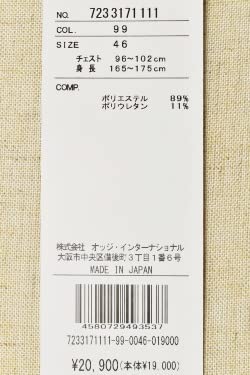 NO. 7233171111
COL. 99
SIZE 46
チェスト 96〜102cm
身 長 165〜175cm
COMP.
ポリエステル 89%
ポリウレタン 11%
株式会社 オッジ・インターナショナル
大阪市中央区備後町3丁目1番6号
MADE IN JAPAN
4580729493537
7233171111-99-0046-019000
¥20,900(本体¥19,000)